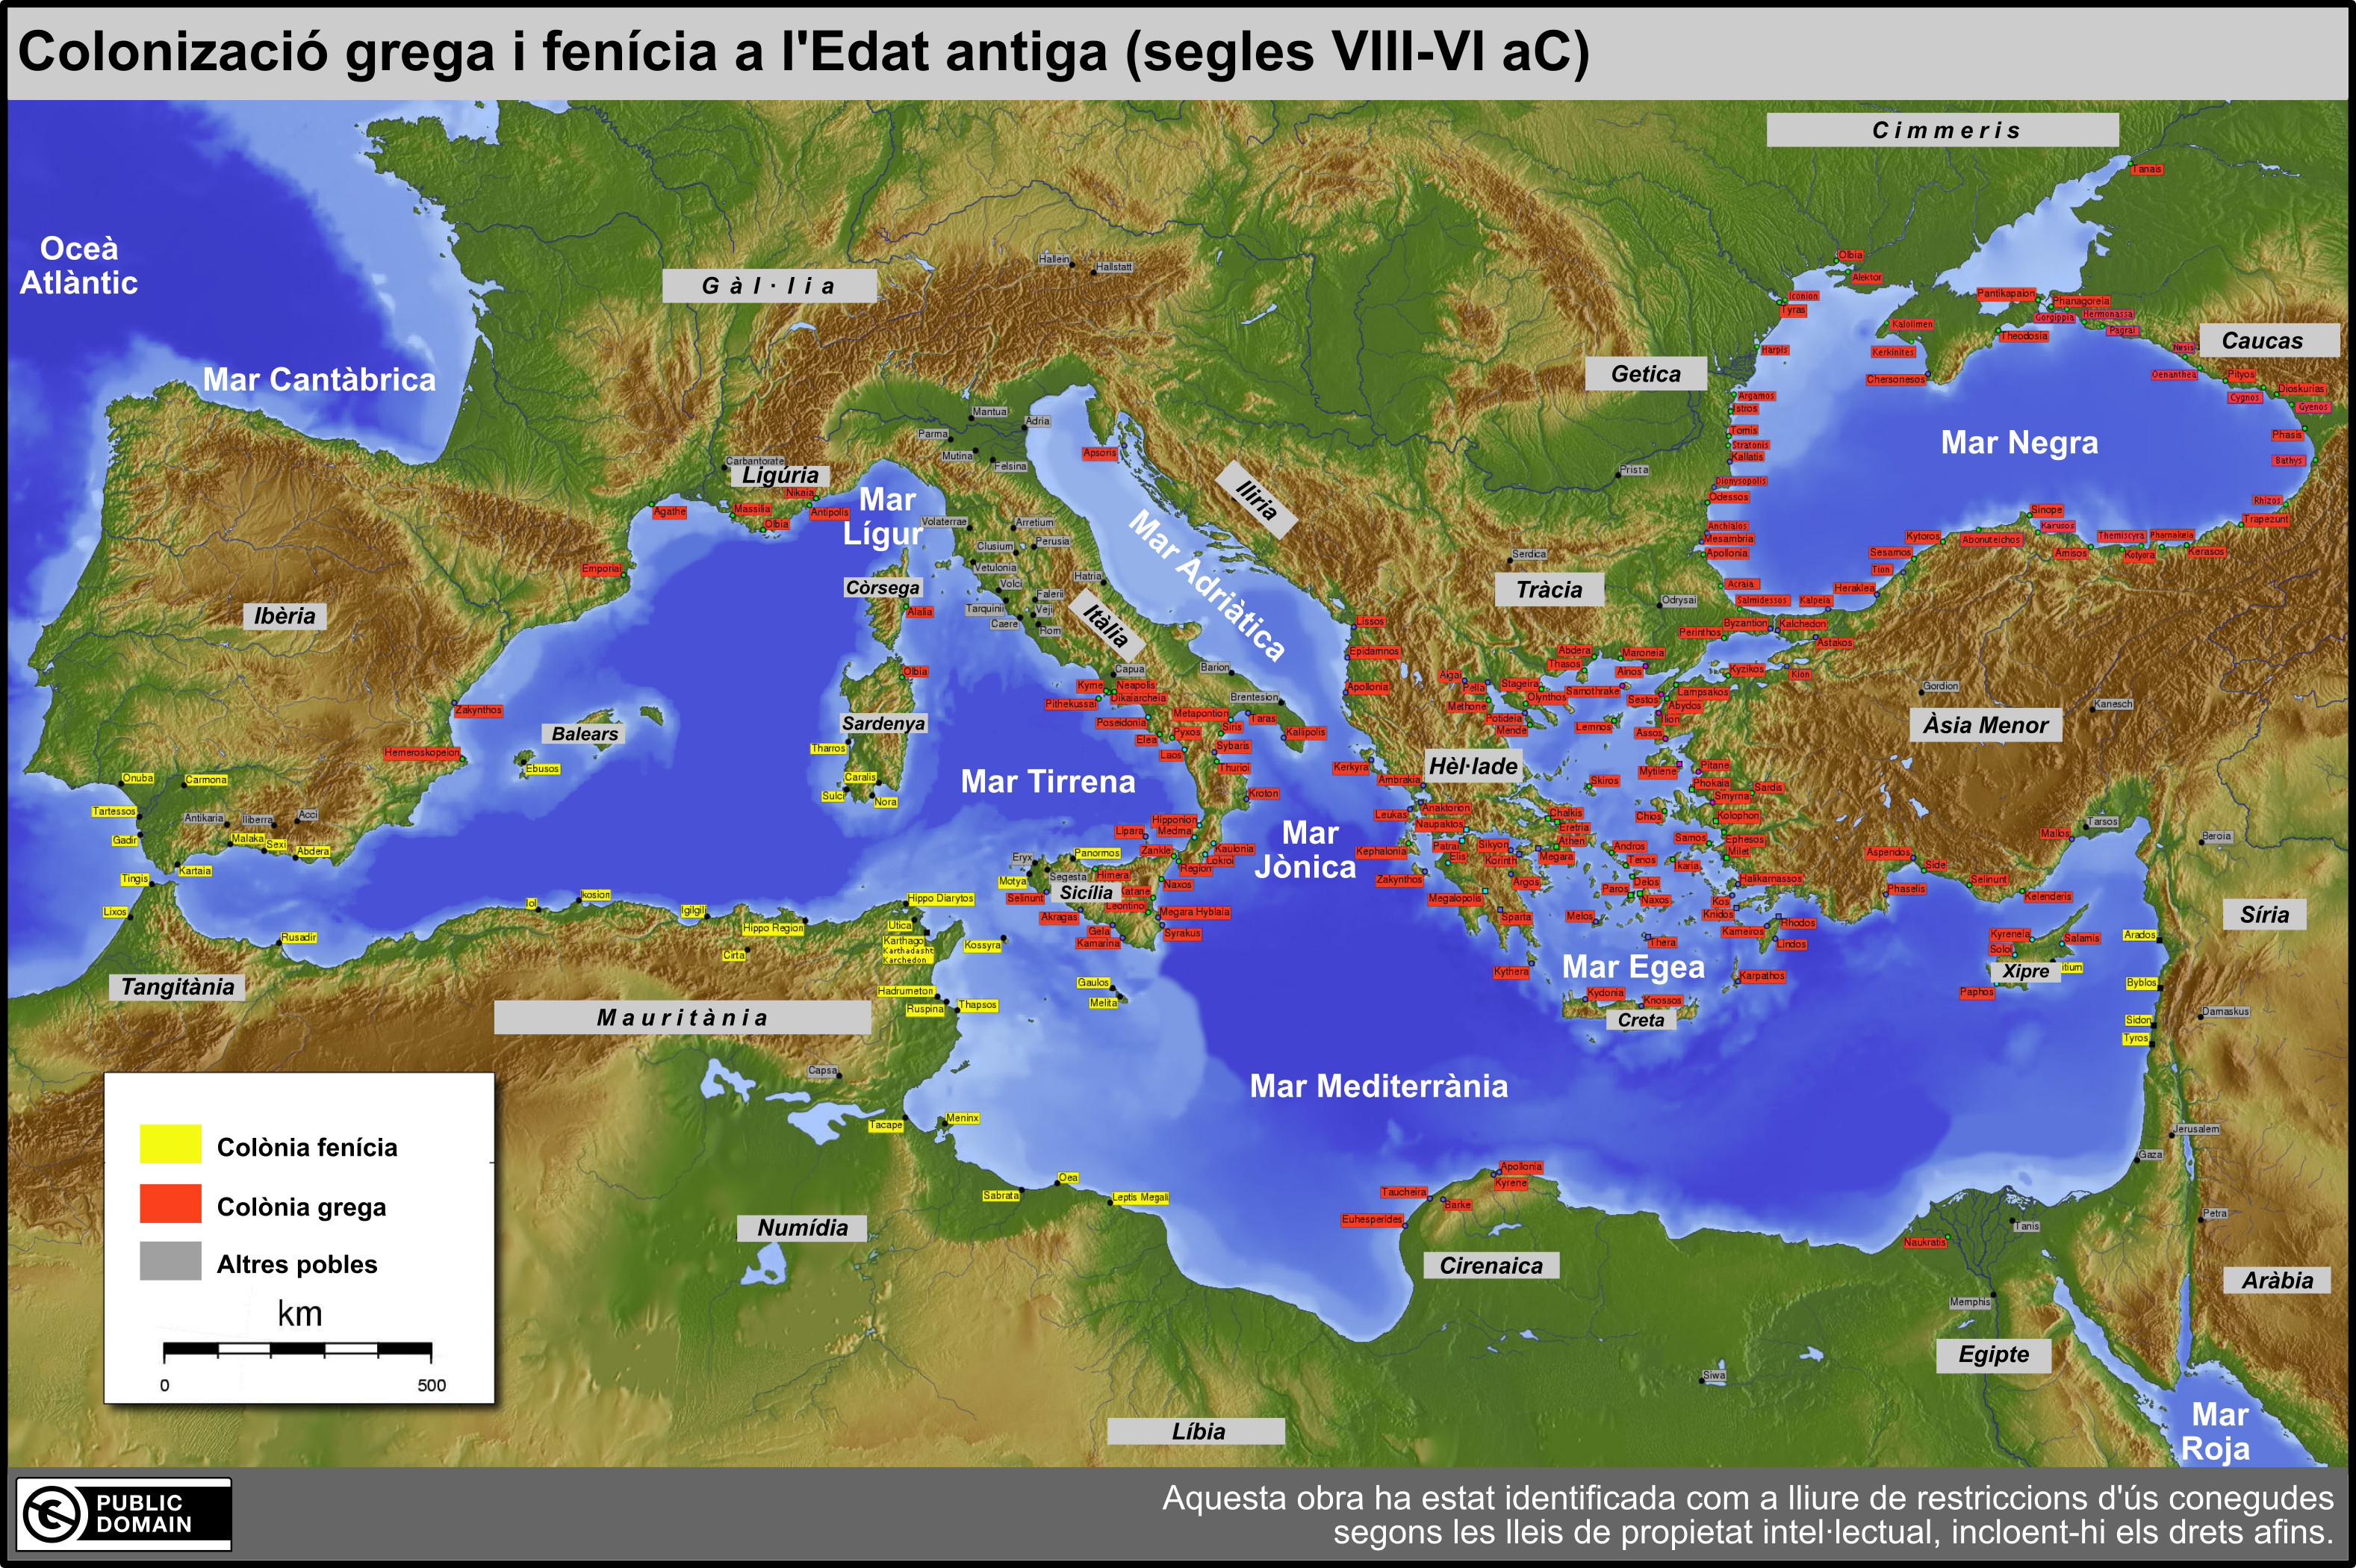 Colonització grega i fenícia a l'Edat antiga (segles VIII-VI aC)
Cimmeris
Tanais
Oceà
Atlàntic
Olbia
Alektor
Hallein
Hallstatt
Gàl·lia
Iconion
Tyras
Pantikapaion
Phanagoreia
Gorgippia
Hermonassa
Pagrai
Kalolimen
Theodosia
Caucas
Harpis
Kerkinites
Nesis
Getica
Mar Cantàbrica
Chersonesos
Oenanthea
Pityos
Dioskurias
Cygnos
Gyenos
Argamos
Istros
Mantua
Adria
Parma
Mutina
Felsina
Apsoris
Tomis
Stratonis
Kallatis
Mar Negra
Phasis
Bathys
Carbantorate
Ligúria
Prista
Dionysopolis
Odessos
Nikaia
Massilia
Antipolis
Olbia
Agathe
Mar
Lígur
Iliria
Mar Adriàtica
Volaterrae
Arretium
Clusium
Perusia
Vetulonia
Volci
Hatria
Falerii
Tarquinii
Veji
Caere
Rom
Itàlia
Anchialos
Mesambria
Apollonia
Sinope
Karusos
Rhizos
Trapezunt
Kytoros
Abonuteichos
Themiscyra
Pharnakeia
Sesamos
Amisos
Kotyora
Kerasos
Tion
Emporiai
Còrsega
Alalia
Serdica
Tràcia
Odrysai
Acraia
Salmidessos
Kalpeia
Heraklea
Ibèria
Lissos
Byzantion
Kalchedon
Perinthos
Astakos
Epidamnos
Abdera
Maroneia
Thasos
Ainos
Kyzikos
Kion
Olbia
Capua
Barion
Kyme
Neapolis
Dikaiarcheia
Pithekussai
Brentesion
Apollonia
Aigai
Pella
Stageira
Samothrake
Olynthos
Methone
Sestos
Lampsakos
Abydos
Gordion
Kanesch
Zakynthos
Balears
Sardenya
Poseidonia
Metapontion
Taras
Siris
Pyxos
Elea
Potideia
Mende
Lemnos
Ilion
Assos
Àsia Menor
Kallipolis
Tharros
Sybaris
Laos
Thurioi
Hemeroskopeion
Ebusos
Kerkyra
Hèl·lade
Ambrakia
Mytilene
Pitane
Phokaia
Sardis
Smyrna
Skiros
Mar Tirrena
Onuba
Carmona
Caralis
Sulci
Nora
Kroton
Tartessos
Gadir
Antikaria
Iliberra
Acci
Malaka
Sexi
Abdera
Leukas
Anaktorion
Naupaktos
Chalkis
Eretria
Chios
Kolophon
Hipponion
Lipara
Medma
Mar
Jònica
Kephalonia
Patrai
Sikyon
Athen
Elis
Korinth
Megara
Andros
Tenos
Samos
Ephesos
Milet
Ikaria
Mallos
Tarsos
Beroia
Aspendos
Side
Eryx
Panormos
Zankle
Kaulonia
Lokroi
Region
Motya
Segesta
Himera
Naxos
Selinunt
Sicília
Katane
Leontinoi
Kartaia
Tingis
Lixos
Iol
Ikosion
Igilgili
Hippo Region
Hippo Diarytos
Zakynthos
Argos
Delos
Paros
Naxos
Halikarnassos
Selinunt
Phaselis
Kelenderis
Akragas
Megara Hyblaia
Gela
Kamarina
Syrakus
Megalopolis
Sparta
Melos
Kos
Knidos
Kameiros
Rhodos
Lindos
Síria
Rusadir
Cirta
Utica
Karthago
Karthadasht
Karchedon
Kossyra
Thera
Kythera
Mar Egea
Karpathos
Kyreneia
Salamis
Soloi
Xipre
itium
Paphos
Arados
Byblos
Tangitània
Mauritània
Hadrumeton
Ruspina
Thapsos
Gaulos
Melita
Kydonia
Knossos
Creta
Sidon
Tyros
Damaskus
Capsa
Mar Mediterrània
Tacape
Meninx
Jerusalem
Gaza
Colònia fenícia
Colònia grega
Altres pobles
km
0
500
Sabrata
Oea
Leptis Megali
Numídia
Taucheira
Barke
Apollonia
Kyrene
Euhesperides
Cirenaica
Naukratis
Tanis
Petra
Aràbia
Memphis
Egipte
Siwa
Líbia
Mar
Roja
PUBLIC
DOMAIN
Aquesta obra ha estat identificada com a lliure de restriccions d'ús conegudes
segons les lleis de propietat intel·lectual, incloent-hi els drets afins.